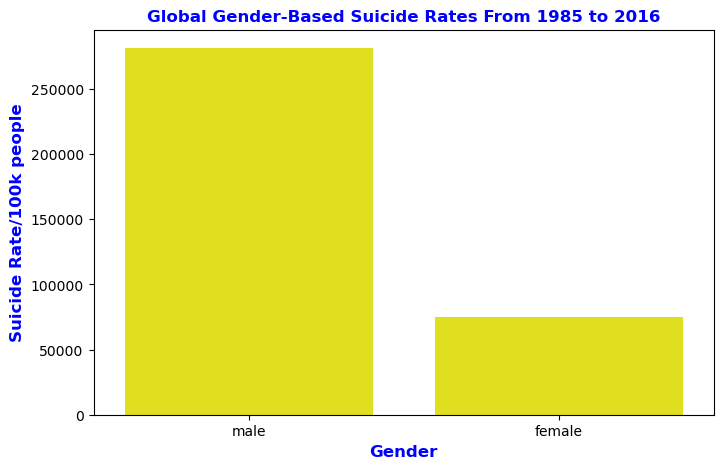 Global Gender-Based Suicide Rates From 1985 to 2016
Suicide Rate/100k people
250000
200000
150000
100000
50000
0
male female
Gender